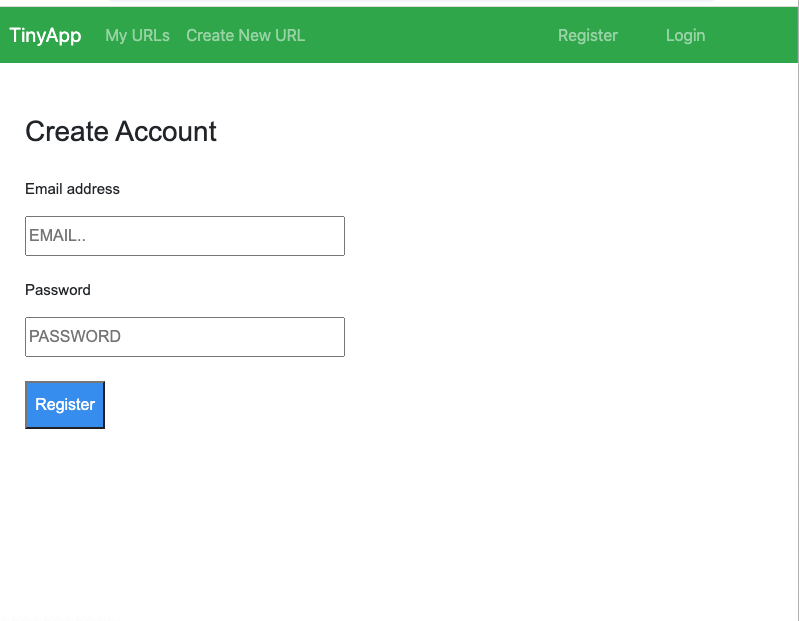 TinyApp My URLs Create New URL Register Login
Create Account
Email address
EMAIL..
Password
PASSWORD
Register